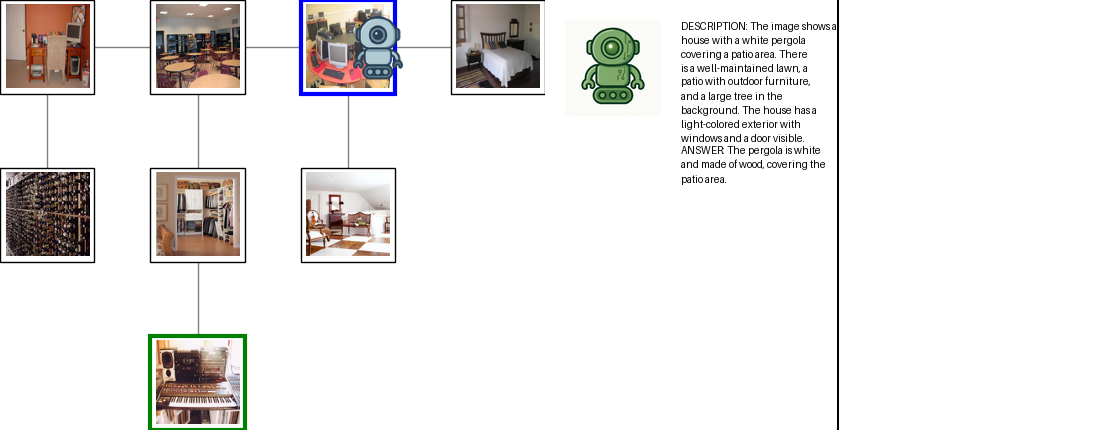 DESCRIPTION: The image shows a
house with a white pergola
covering a patio area. There
is a well-maintained lawn, a
patio with outdoor furniture,
and a large tree in the
background. The house has a
light-colored exterior with
windows and a door visible.
ANSWER: The pergola is white
and made of wood, covering the
patio area.